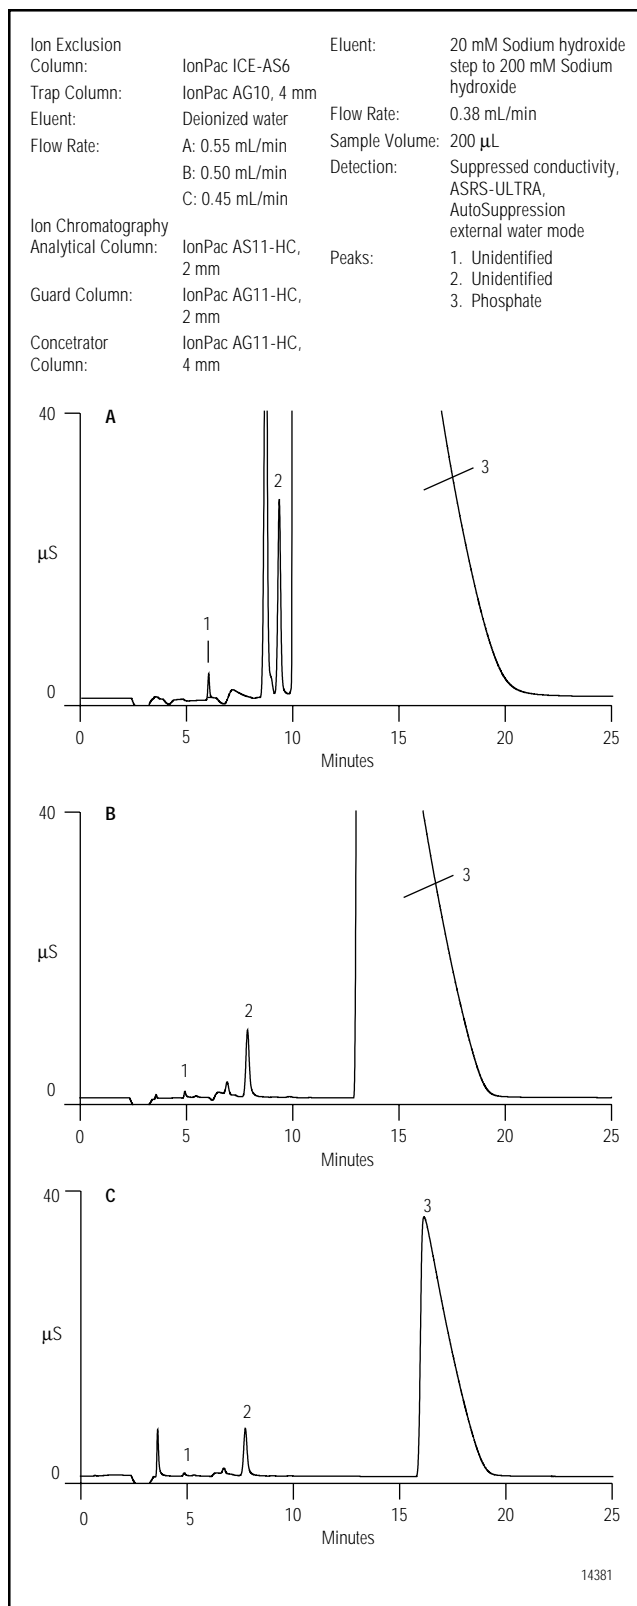 Ion Exclusion
Column: IonPac ICE-AS6
Trap Column: IonPac AG10, 4 mm
Eluent: Deionized water
Flow Rate: A: 0.55 mL/min
B: 0.50 mL/min
C: 0.45 mL/min
Ion Chromatography
Analytical Column: IonPac AS11-HC,
2 mm
Guard Column: IonPac AG11-HC,
2 mm
Concetrator IonPac AG11-HC,
Column: 4 mm
Eluent: 20 mM Sodium hydroxide
step to 200 mM Sodium
hydroxide
Flow Rate: 0.38 mL/min
Sample Volume: 200 µL
Detection: Suppressed conductivity,
ASRS-ULTRA,
AutoSuppression
external water mode
Peaks: 1. Unidentified
2. Unidentified
3. Phosphate
40 A
3
2
µS
1
0
0 5 10 15 20 25
Minutes
40 B
3
µS
2
1
0
0 5 10 15 20 25
Minutes
40 C
3
µS
2
1
0
0 5 10 15 20 25
Minutes
14381